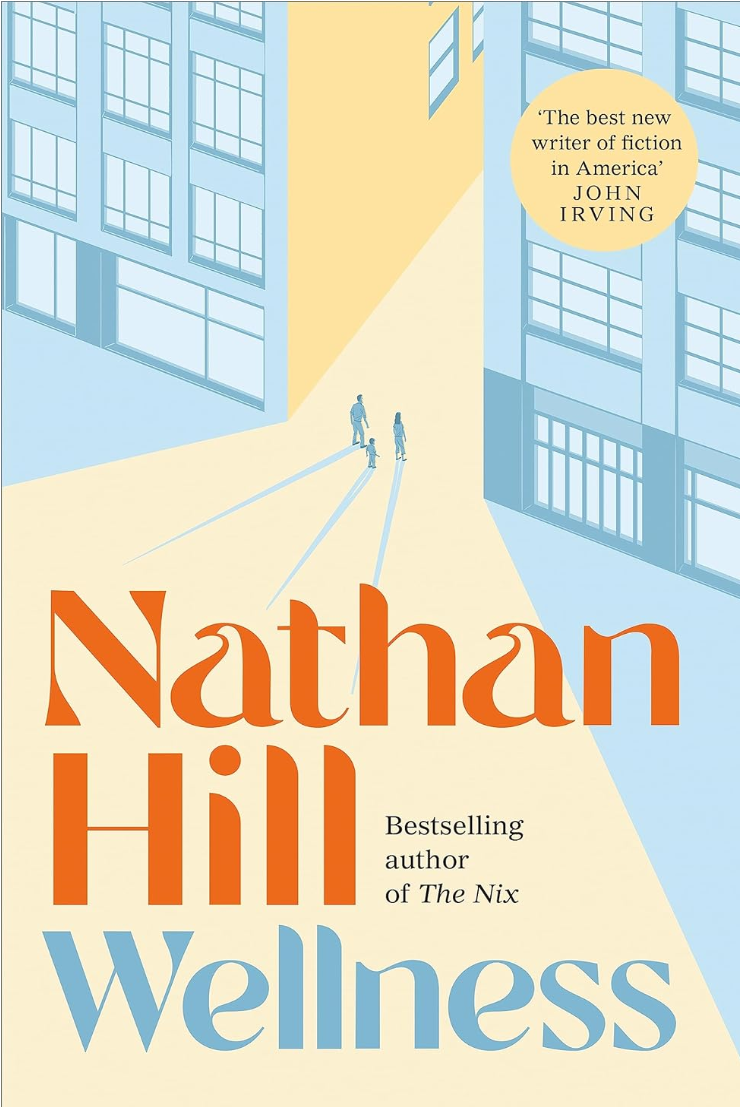 ‘The best new
writer of fiction
in America’
JOHN
IRVING
Nathan
Hill
Bestselling
author
of The Nix
Wellness